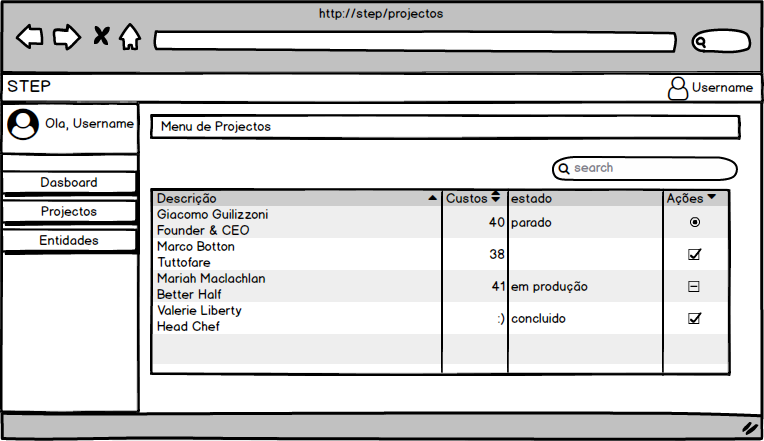 http://step/projectos
STEP
Username
Ola, Username
Menu de Projectos
search
Dasboard
Projectos
Entidades
Descrição Custos estado Ações
Giacomo Guilizzoni
Founder & CEO
40 parado
Marco Botton
Tuttofare
38
Mariah Maclachlan
Better Half
41 em produção
Valerie Liberty
Head Chef
:) concluido